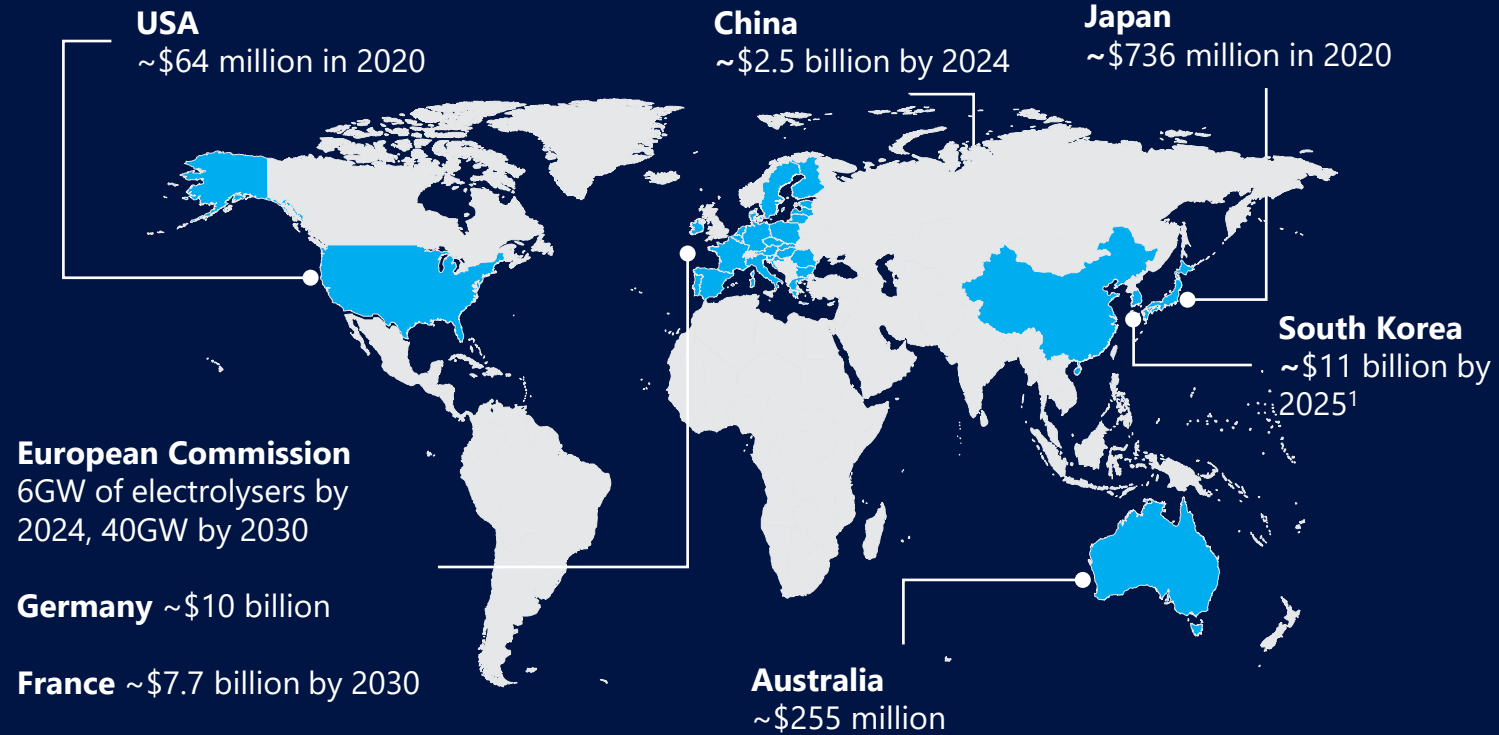 USA
~$64 million in 2020
China
~$2.5 billion by 2024
Japan
~$736 million in 2020
South Korea
~$11 billion by
2025¹
European Commission
6GW of electrolysers by
2024, 40GW by 2030
Germany ~$10 billion
France ~$7.7 billion by 2030
Australia
~$255 million